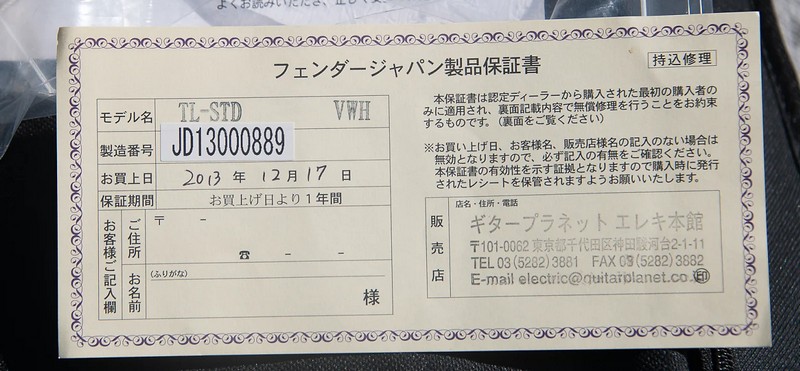 よくお読みいただき、正しく
フェンダージャパン製品保証書
持込修理
モデル名 TL-STD VWH
製造番号 JD13000889
お買上日 2013 年 12 月 17 日
保証期間 お買上げ日より1年間
お客様ご記入欄
ご住所
〒 −
☎ − −
お名前
(ふりがな)
様
本保証書は認定ディーラーから購入された最初の購入者の
みに適用され、裏面記載内容で無償修理を行うことをお約束
するものです。(裏面をご覧ください)
※お買い上げ日、お客様名、販売店様名の記入のない場合は
無効となりますので、必ず記入の有無をご確認ください。
本保証書の有効性を示す証拠となりますので購入時に発行
されたレシートを保管されますようお願いいたします。
販売店
店名・住所・電話
ギタープラネット エレキ本館
〒101-0062 東京都千代田区神田駿河台2-1-11
TEL 03(5282)3881 FAX 03(5282)3882
E-mail electric@guitarplanet.co 印